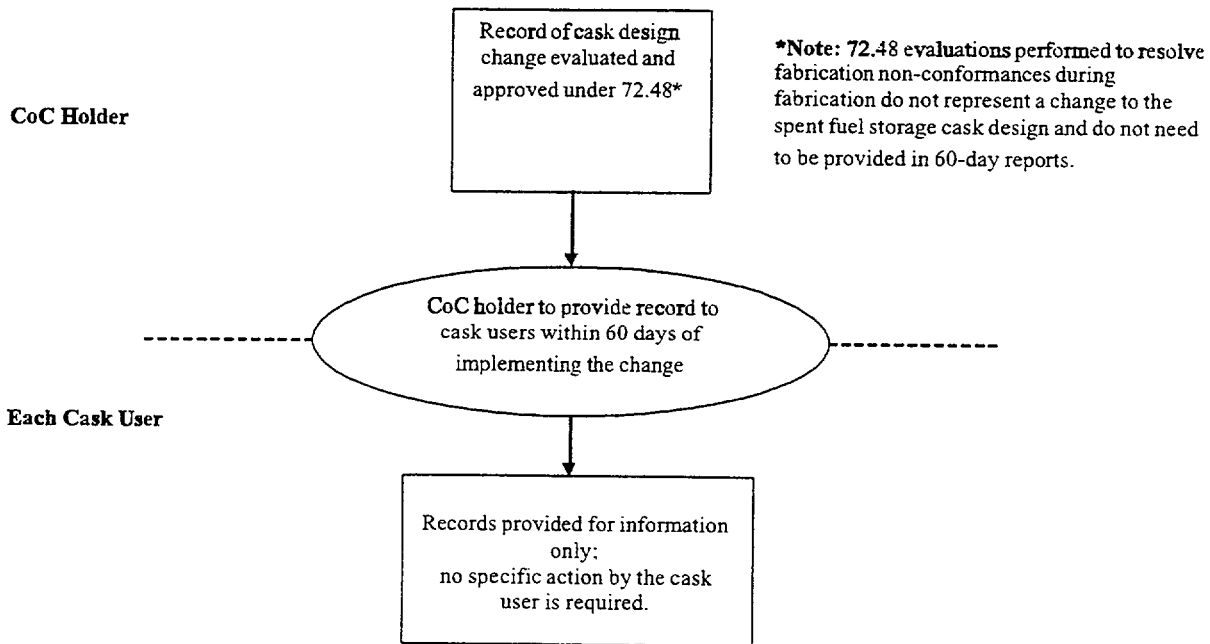 Record of cask design
change evaluated and
approved under 72.48*
*Note: 72.48 evaluations performed to resolve
fabrication non-conformances during
fabrication do not represent a change to the
spent fuel storage cask design and do not need
to be provided in 60-day reports.
CoC Holder
CoC holder to provide record to
cask users within 60 days of
implementing the change
Each Cask User
Records provided for information
only;
no specific action by the cask
user is required.